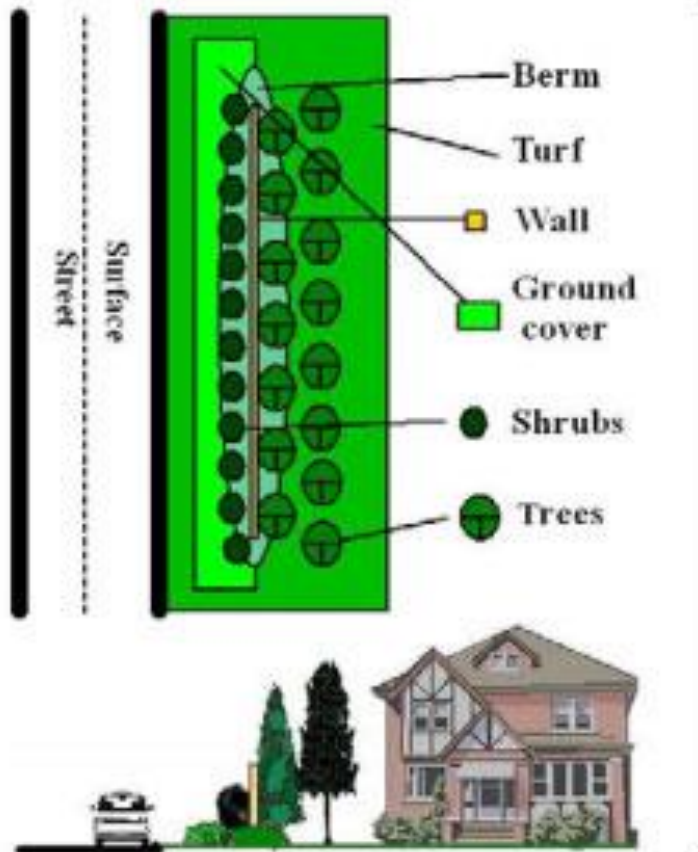 Berm
Turf
Wall
Ground
cover
Shrubs
Trees
Surface
Street